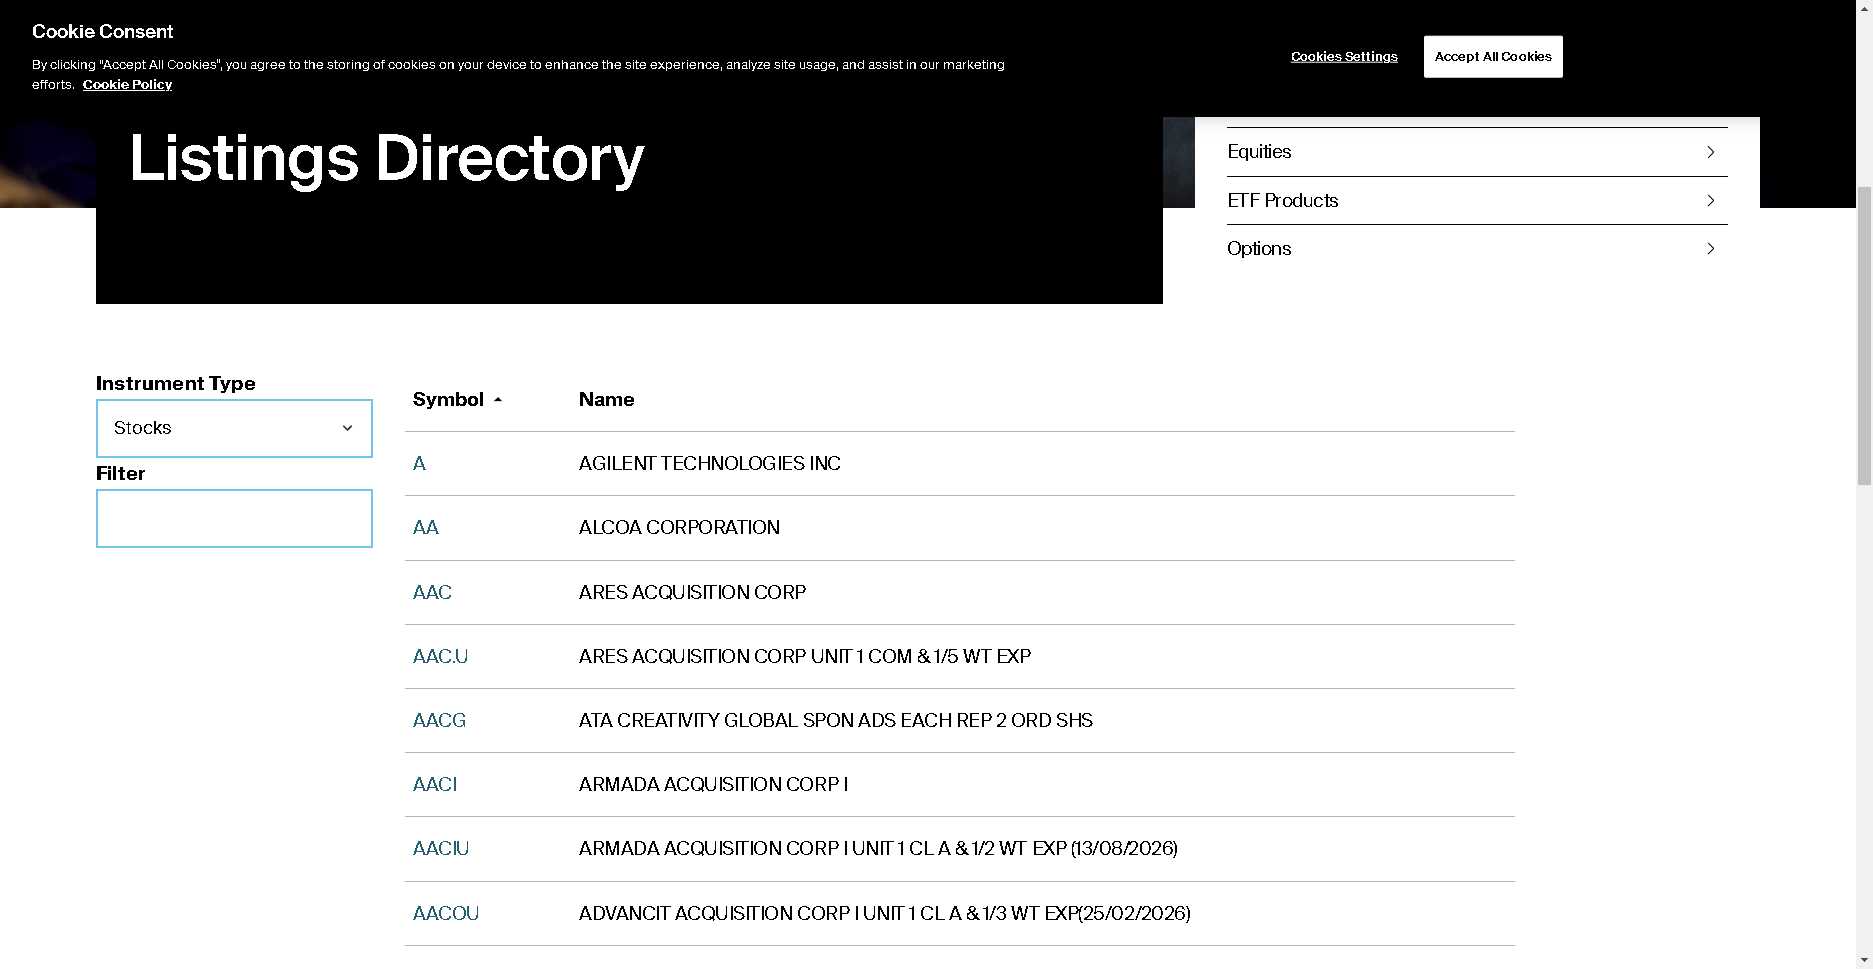 Cookie Consent
By clicking "Accept All Cookies", you agree to the storing of cookies on your device to enhance the site experience, analyze site usage, and assist in our marketing
efforts. Cookie Policy
Cookies Settings
Accept All Cookies
Listings Directory
Equities
ETF Products
Options
Instrument Type
Stocks
Filter
Symbol Name
A AGILENT TECHNOLOGIES INC
AA ALCOA CORPORATION
AAC ARES ACQUISITION CORP
AAC.U ARES ACQUISITION CORP UNIT 1 COM & 1/5 WT EXP
AACG ATA CREATIVITY GLOBAL SPON ADS EACH REP 2 ORD SHS
AACI ARMADA ACQUISITION CORP I
AACIU ARMADA ACQUISITION CORP I UNIT 1 CL A & 1/2 WT EXP (13/08/2026)
AACOU ADVANCIT ACQUISITION CORP I UNIT 1 CL A & 1/3 WT EXP(25/02/2026)